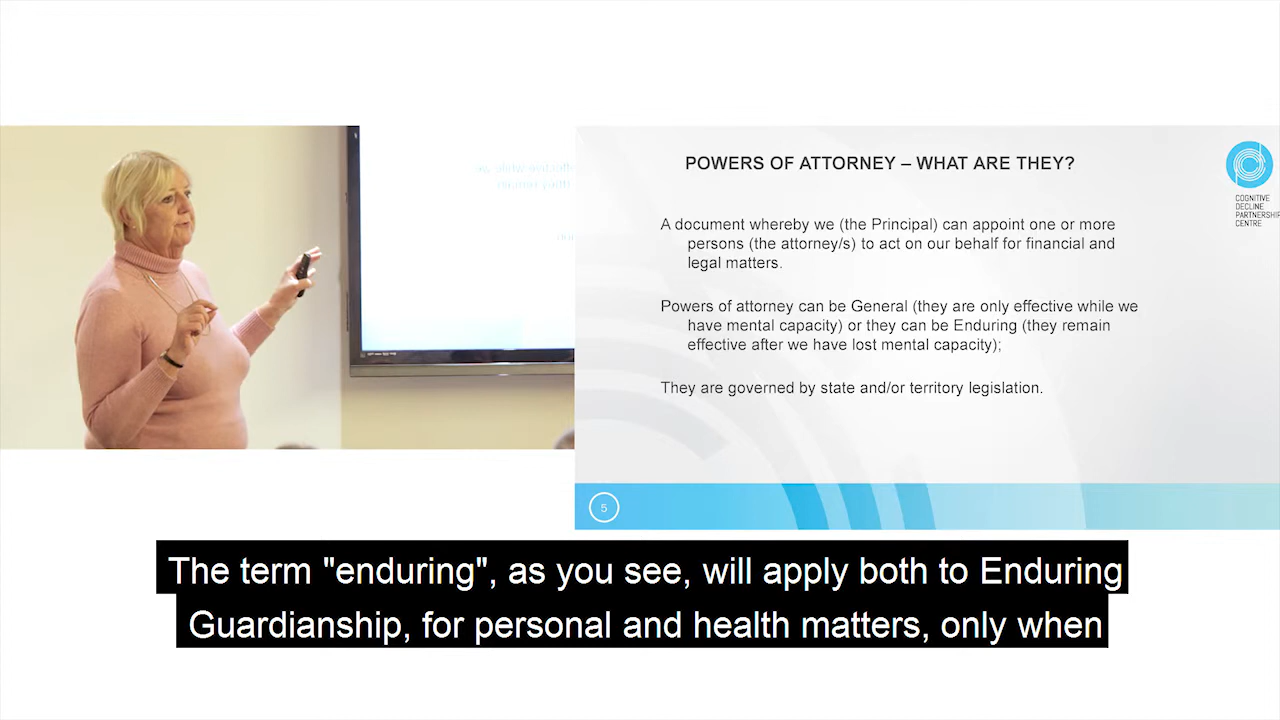 POWERS OF ATTORNEY – WHAT ARE THEY?
COGNITIVE
DECLINE
PARTNERSHIP
CENTRE
A document whereby we (the Principal) can appoint one or more
persons (the attorney/s) to act on our behalf for financial and
legal matters.
Powers of attorney can be General (they are only effective while we
have mental capacity) or they can be Enduring (they remain
effective after we have lost mental capacity);
They are governed by state and/or territory legislation.
5
The term "enduring", as you see, will apply both to Enduring
Guardianship, for personal and health matters, only when